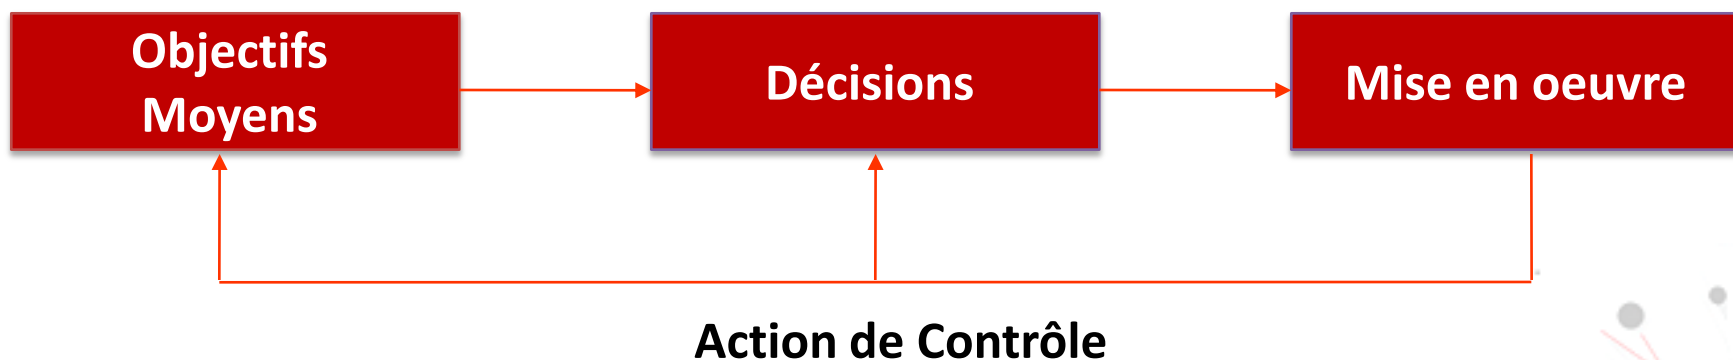 Objectifs
Moyens
Décisions
Mise en oeuvre
Action de Contrôle